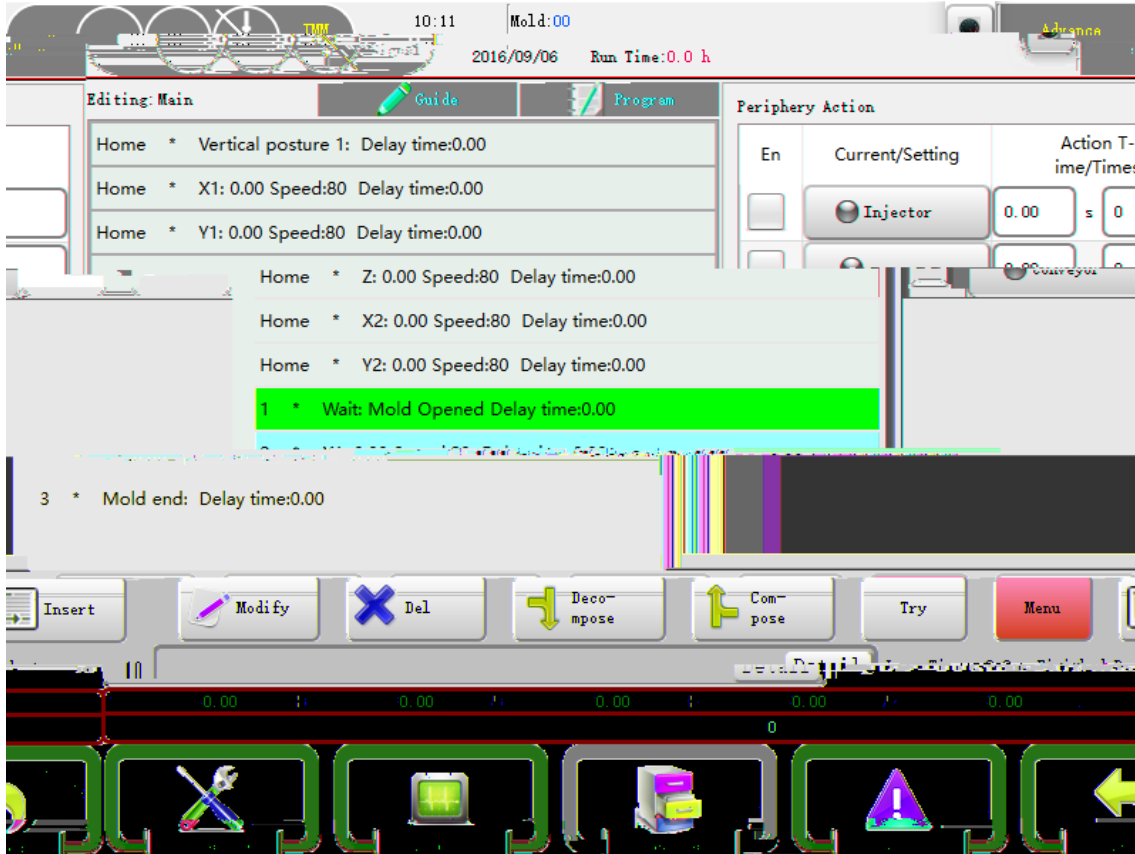 10:11 Mold:00
TMM
Advance
2016/09/06 Run Time:0.0 h
Editing:Main Guide Program
Periphery Action
Home * Vertical posture 1: Delay time:0.00
En Current/Setting Action T-
ime/Times
Home * X1: 0.00 Speed:80 Delay time:0.00
Injector 0.00 s 0
Home * Y1: 0.00 Speed:80 Delay time:0.00
Home * Z: 0.00 Speed:80 Delay time:0.00
Conveyor
Home * X2: 0.00 Speed:80 Delay time:0.00
Home * Y2: 0.00 Speed:80 Delay time:0.00
1 * Wait: Mold Opened Delay time:0.00
3 * Mold end: Delay time:0.00
Insert
Modify
Del
Deco-
mpose
Com-
pose
Try
Menu
10
Detail
0.00 0.00 0.00 0.00 0.00
0